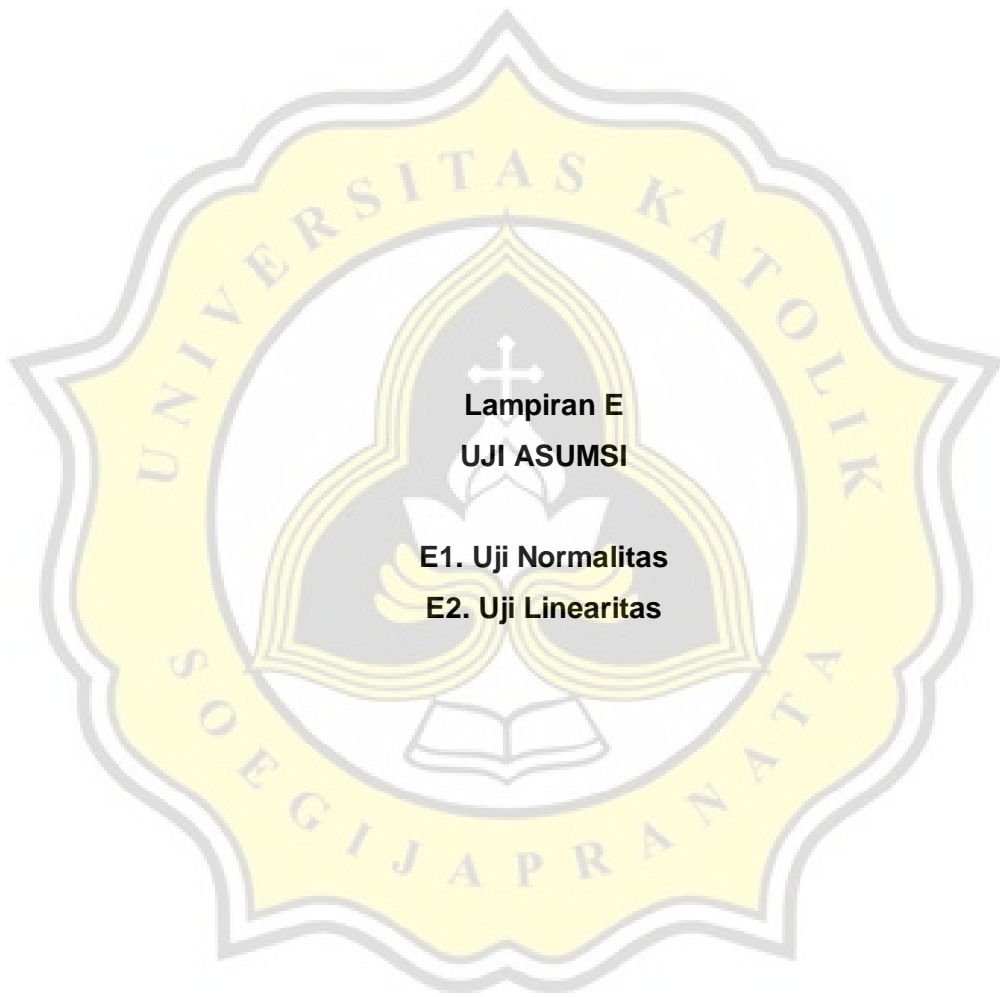 UNIVERSITAS KATOLIK
Lampiran E
UJI ASUMSI
E1. Uji Normalitas
E2. Uji Linearitas
SOEGIJAPRANATA